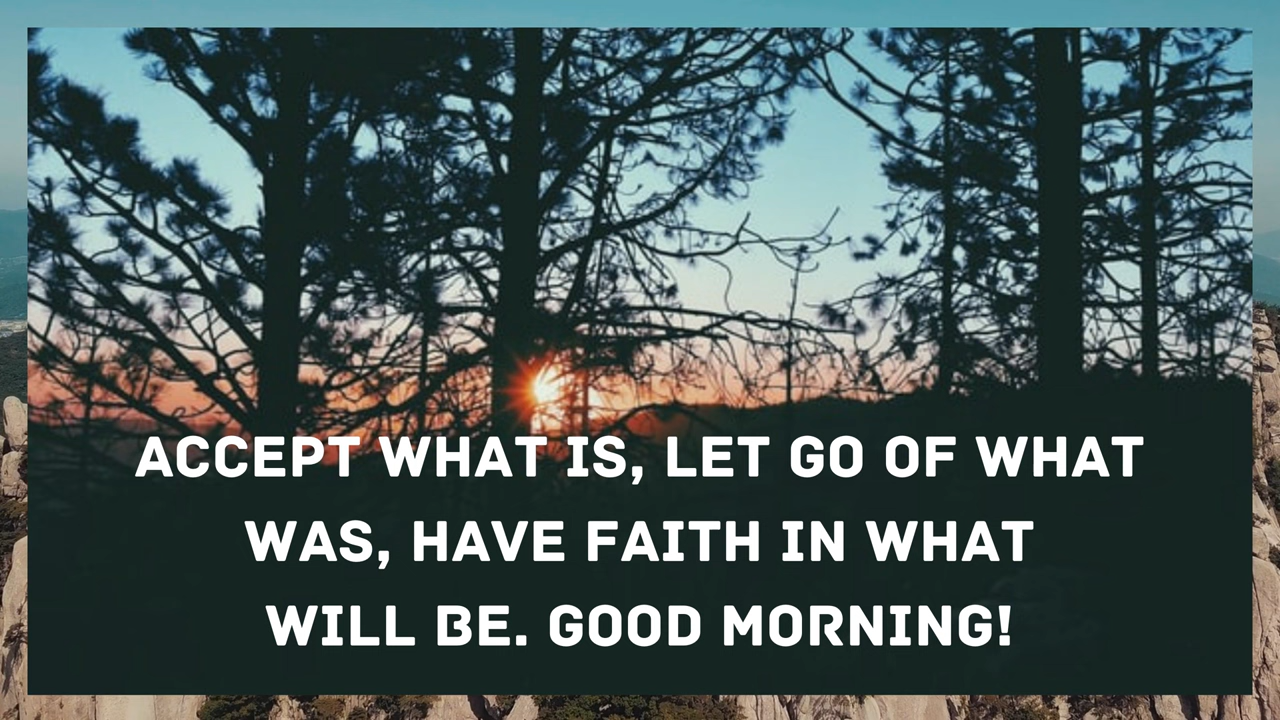 ACCEPT WHAT IS, LET GO OF WHAT
WAS, HAVE FAITH IN WHAT
WILL BE. GOOD MORNING!